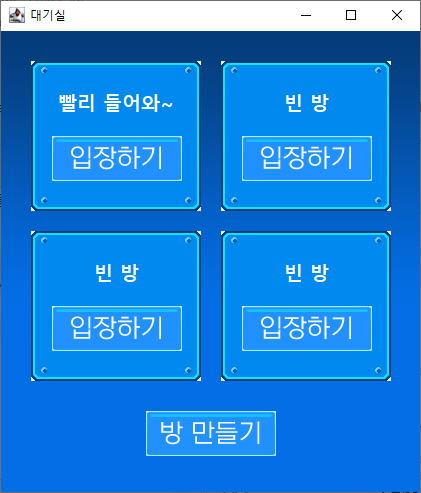 대기실
빨리 들어와~
입장하기
빈 방
입장하기
빈 방
입장하기
빈 방
입장하기
방 만들기